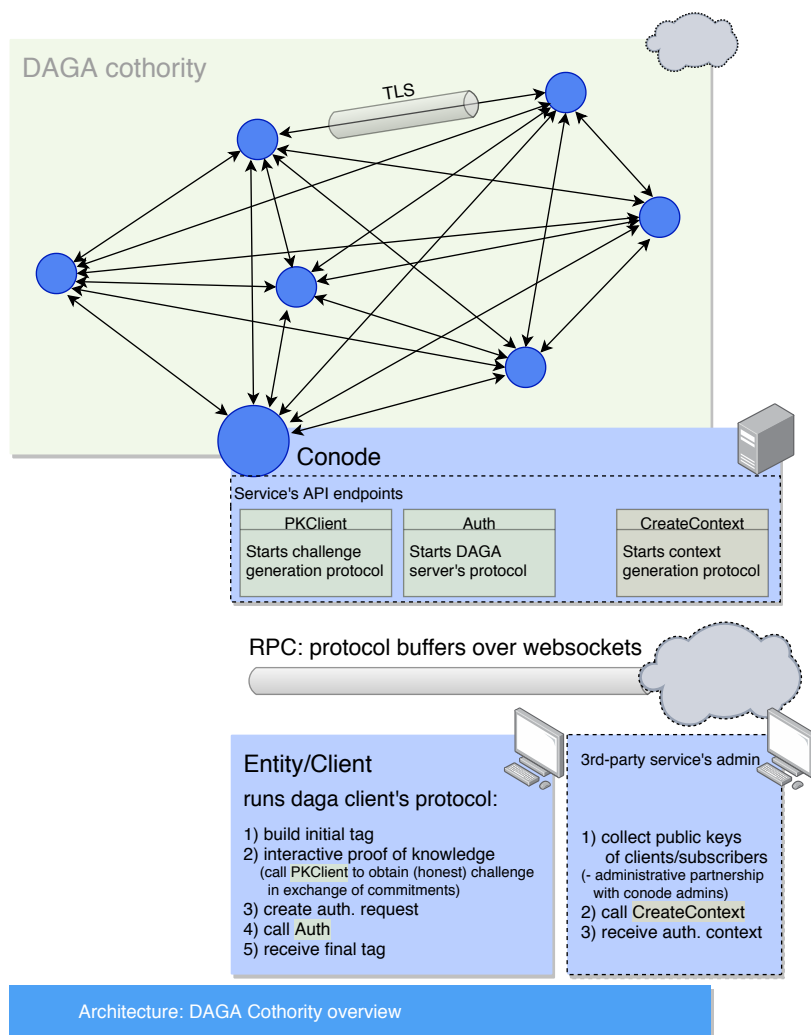 DAGA cothority
TLS
Conode
Service's API endpoints
PKClient
Starts challenge
generation protocol
Auth
Starts DAGA
server's protocol
CreateContext
Starts context
generation protocol
RPC: protocol buffers over websockets
Entity/Client
runs daga client's protocol:
1) build initial tag
2) interactive proof of knowledge
(call PKClient to obtain (honest) challenge
in exchange of commitments)
3) create auth. request
4) call Auth
5) receive final tag
3rd-party service's admin
1) collect public keys
of clients/subscribers
(- administrative partnership
with conode admins)
2) call CreateContext
3) receive auth. context
Architecture: DAGA Cothority overview